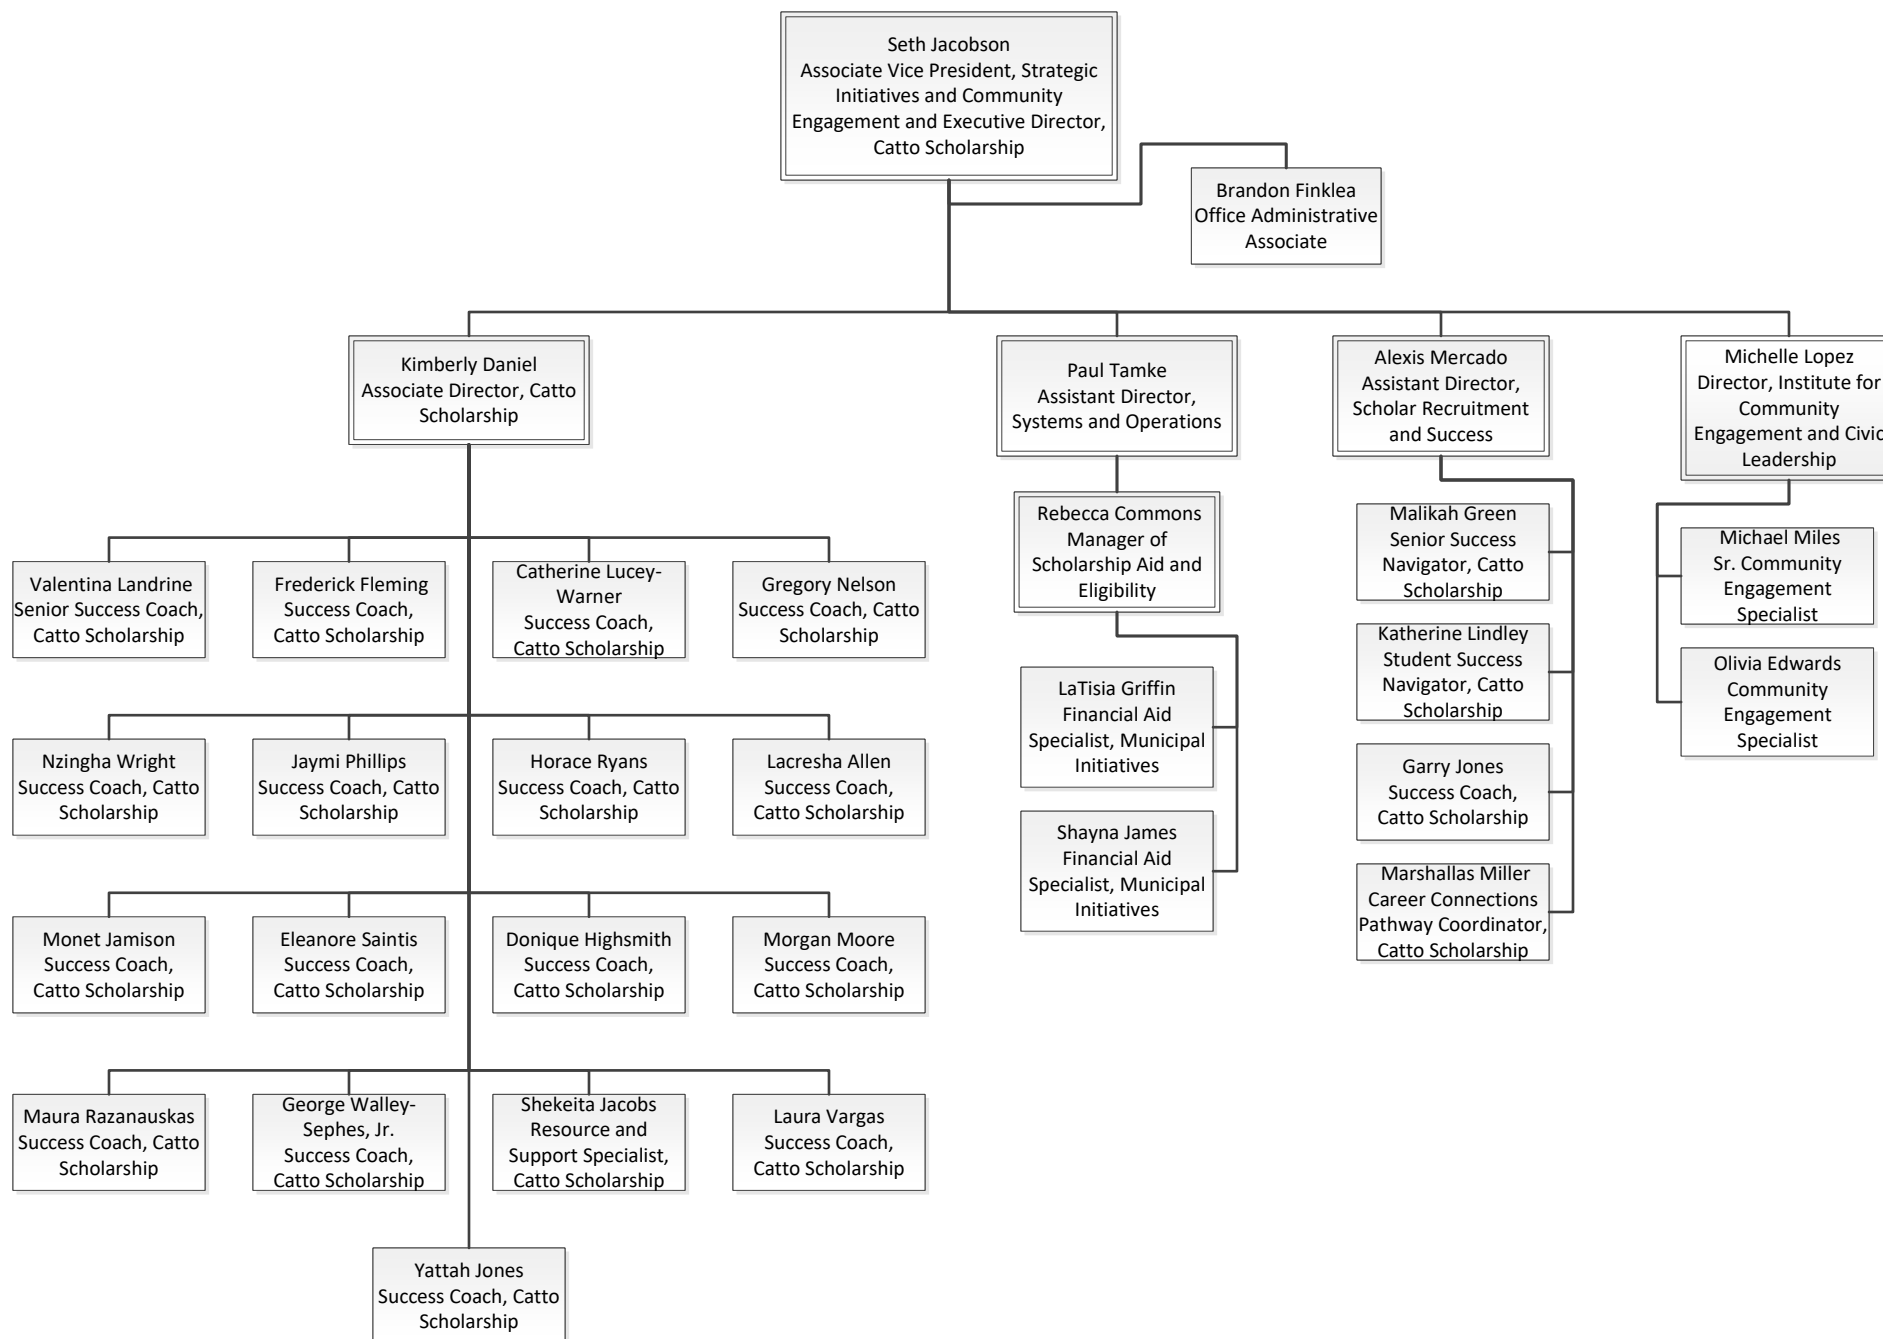 Seth Jacobson
Associate Vice President, Strategic
Initiatives and Community
Engagement and Executive Director,
Catto Scholarship
Brandon Finklea
Office Administrative
Associate
Kimberly Daniel
Associate Director, Catto
Scholarship
Paul Tamke
Assistant Director,
Systems and Operations
Alexis Mercado
Assistant Director,
Scholar Recruitment
and Success
Michelle Lopez
Director, Institute for
Community
Engagement and Civic
Leadership
Rebecca Commons
Manager of
Scholarship Aid and
Eligibility
Malikah Green
Senior Success
Navigator, Catto
Scholarship
Michael Miles
Sr. Community
Engagement
Specialist
Valentina Landrine
Senior Success Coach,
Catto Scholarship
Frederick Fleming
Success Coach,
Catto Scholarship
Catherine Lucey-
Warner
Success Coach,
Catto Scholarship
Gregory Nelson
Success Coach, Catto
Scholarship
Katherine Lindley
Student Success
Navigator, Catto
Scholarship
Olivia Edwards
Community
Engagement
Specialist
LaTisia Griffin
Financial Aid
Specialist, Municipal
Initiatives
Nzingha Wright
Success Coach, Catto
Scholarship
Jaymi Phillips
Success Coach, Catto
Scholarship
Horace Ryans
Success Coach, Catto
Scholarship
Lacresha Allen
Success Coach,
Catto Scholarship
Garry Jones
Success Coach,
Catto Scholarship
Shayna James
Financial Aid
Specialist, Municipal
Initiatives
Marshallas Miller
Career Connections
Pathway Coordinator,
Catto Scholarship
Monet Jamison
Success Coach,
Catto Scholarship
Eleanore Saintis
Success Coach,
Catto Scholarship
Donique Highsmith
Success Coach,
Catto Scholarship
Morgan Moore
Success Coach,
Catto Scholarship
Maura Razanauskas
Success Coach, Catto
Scholarship
George Walley-
Sephes, Jr.
Success Coach,
Catto Scholarship
Shekeita Jacobs
Resource and
Support Specialist,
Catto Scholarship
Laura Vargas
Success Coach,
Catto Scholarship
Yattah Jones
Success Coach, Catto
Scholarship